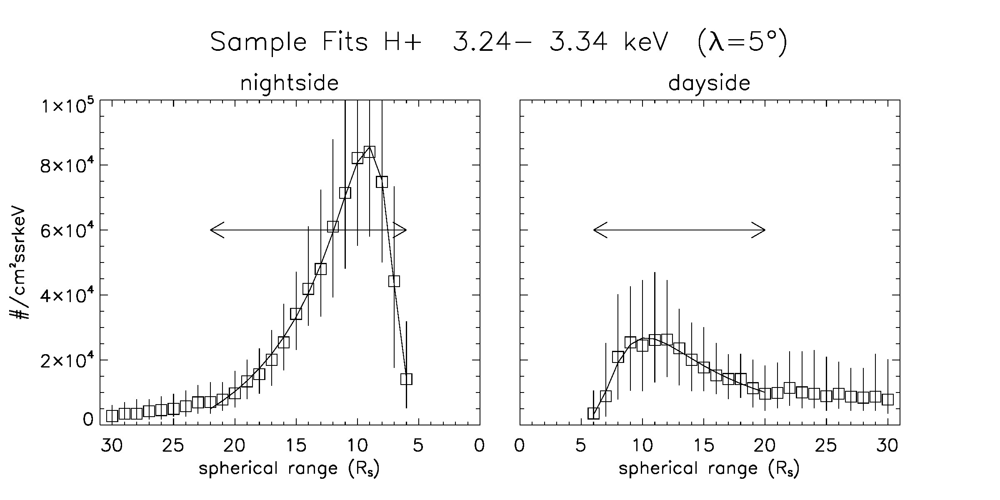 Sample Fits H+ 3.24− 3.34 keV (λ=5°)
nightside
dayside
1×10⁵
8×10⁴
6×10⁴
4×10⁴
2×10⁴
0
#/cm²ssrkeV
30 25 20 15 10 5 0
0 5 10 15 20 25 30
spherical range (Rₛ)
spherical range (Rₛ)